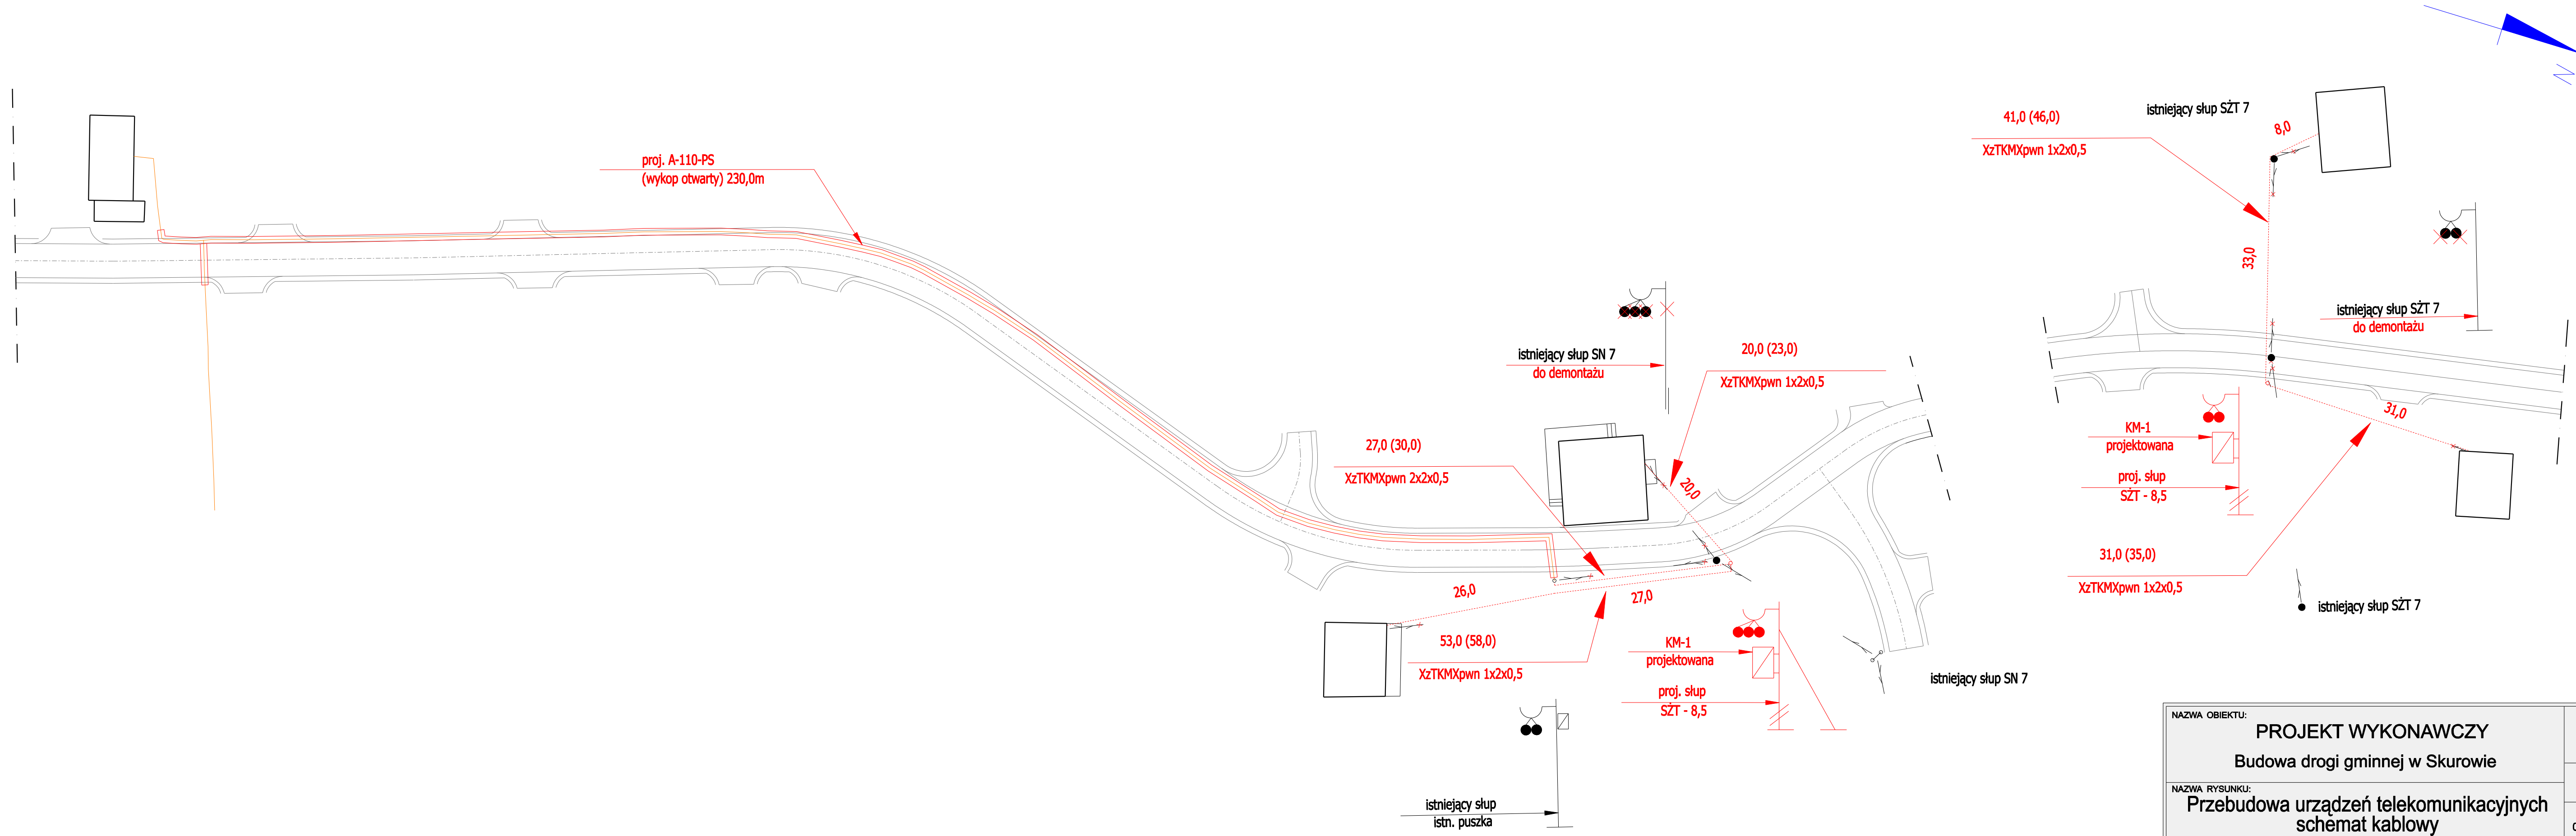 N
proj. A-110-PS
(wykop otwarty) 230,0m
istniejący słup SN 7
do demontażu
20,0 (23,0)
XzTKMXpwn 1x2x0,5
27,0 (30,0)
XzTKMXpwn 2x2x0,5
20,0
26,0
27,0
53,0 (58,0)
XzTKMXpwn 1x2x0,5
KM-1
projektowana
proj. słup
SŻT - 8,5
istniejący słup
istn. puszka
istniejący słup SN 7
41,0 (46,0)
XzTKMXpwn 1x2x0,5
istniejący słup SŻT 7
8,0
33,0
istniejący słup SŻT 7
do demontażu
31,0
KM-1
projektowana
proj. słup
SŻT - 8,5
31,0 (35,0)
XzTKMXpwn 1x2x0,5
istniejący słup SŻT 7
NAZWA OBIEKTU:
PROJEKT WYKONAWCZY
Budowa drogi gminnej w Skurowie
NAZWA RYSUNKU:
Przebudowa urządzeń telekomunikacyjnych
schemat kablowy